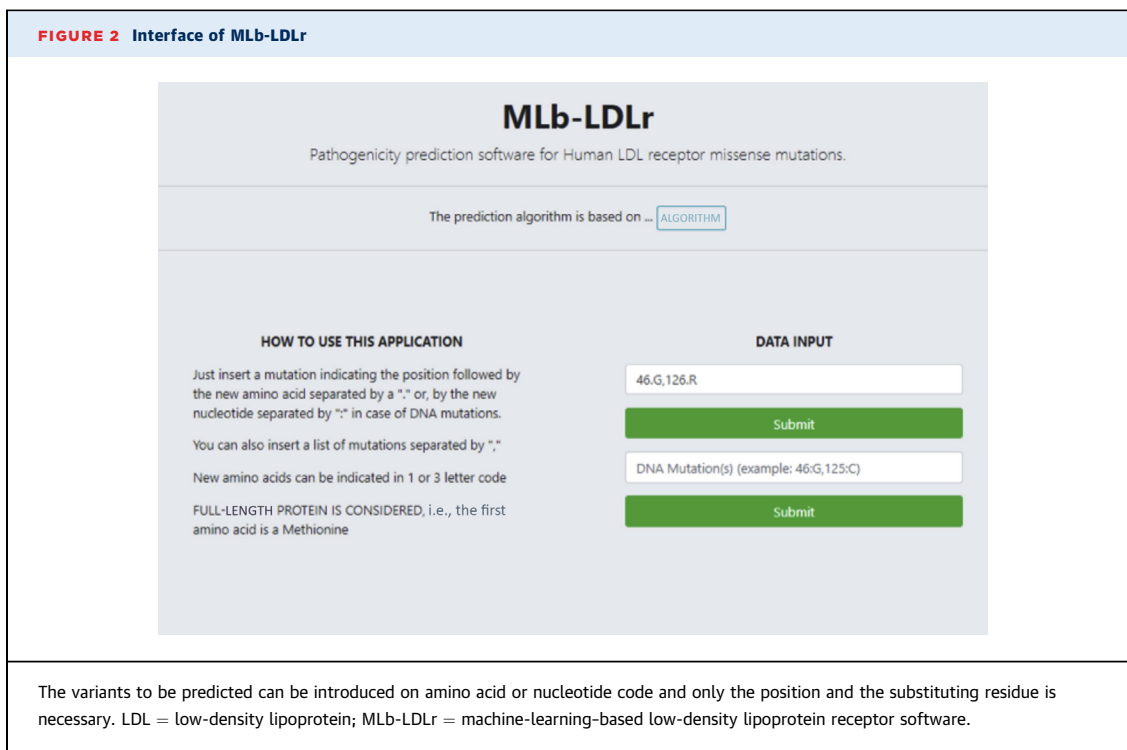 FIGURE 2 Interface of MLb-LDLr
MLb-LDLr
Pathogenicity prediction software for Human LDL receptor missense mutations.
The prediction algorithm is based on ... ALGORITHM
HOW TO USE THIS APPLICATION
Just insert a mutation indicating the position followed by
the new amino acid separated by a "." or, by the new
nucleotide separated by ":" in case of DNA mutations.
You can also insert a list of mutations separated by ","
New amino acids can be indicated in 1 or 3 letter code
FULL-LENGTH PROTEIN IS CONSIDERED, i.e., the first
amino acid is a Methionine
DATA INPUT
46.G,126.R
Submit
DNA Mutation(s) (example: 46:G,125:C)
Submit
The variants to be predicted can be introduced on amino acid or nucleotide code and only the position and the substituting residue is
necessary. LDL = low-density lipoprotein; MLb-LDLr = machine-learning-based low-density lipoprotein receptor software.